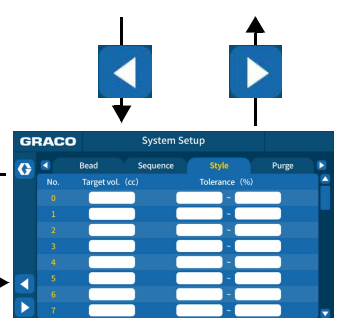 GRACO System Setup
Bead Sequence Style Purge
No. Target vol. (cc) Tolerance (%)
0 ~
1 ~
2 ~
3 ~
4 ~
5 ~
6 ~
7 ~